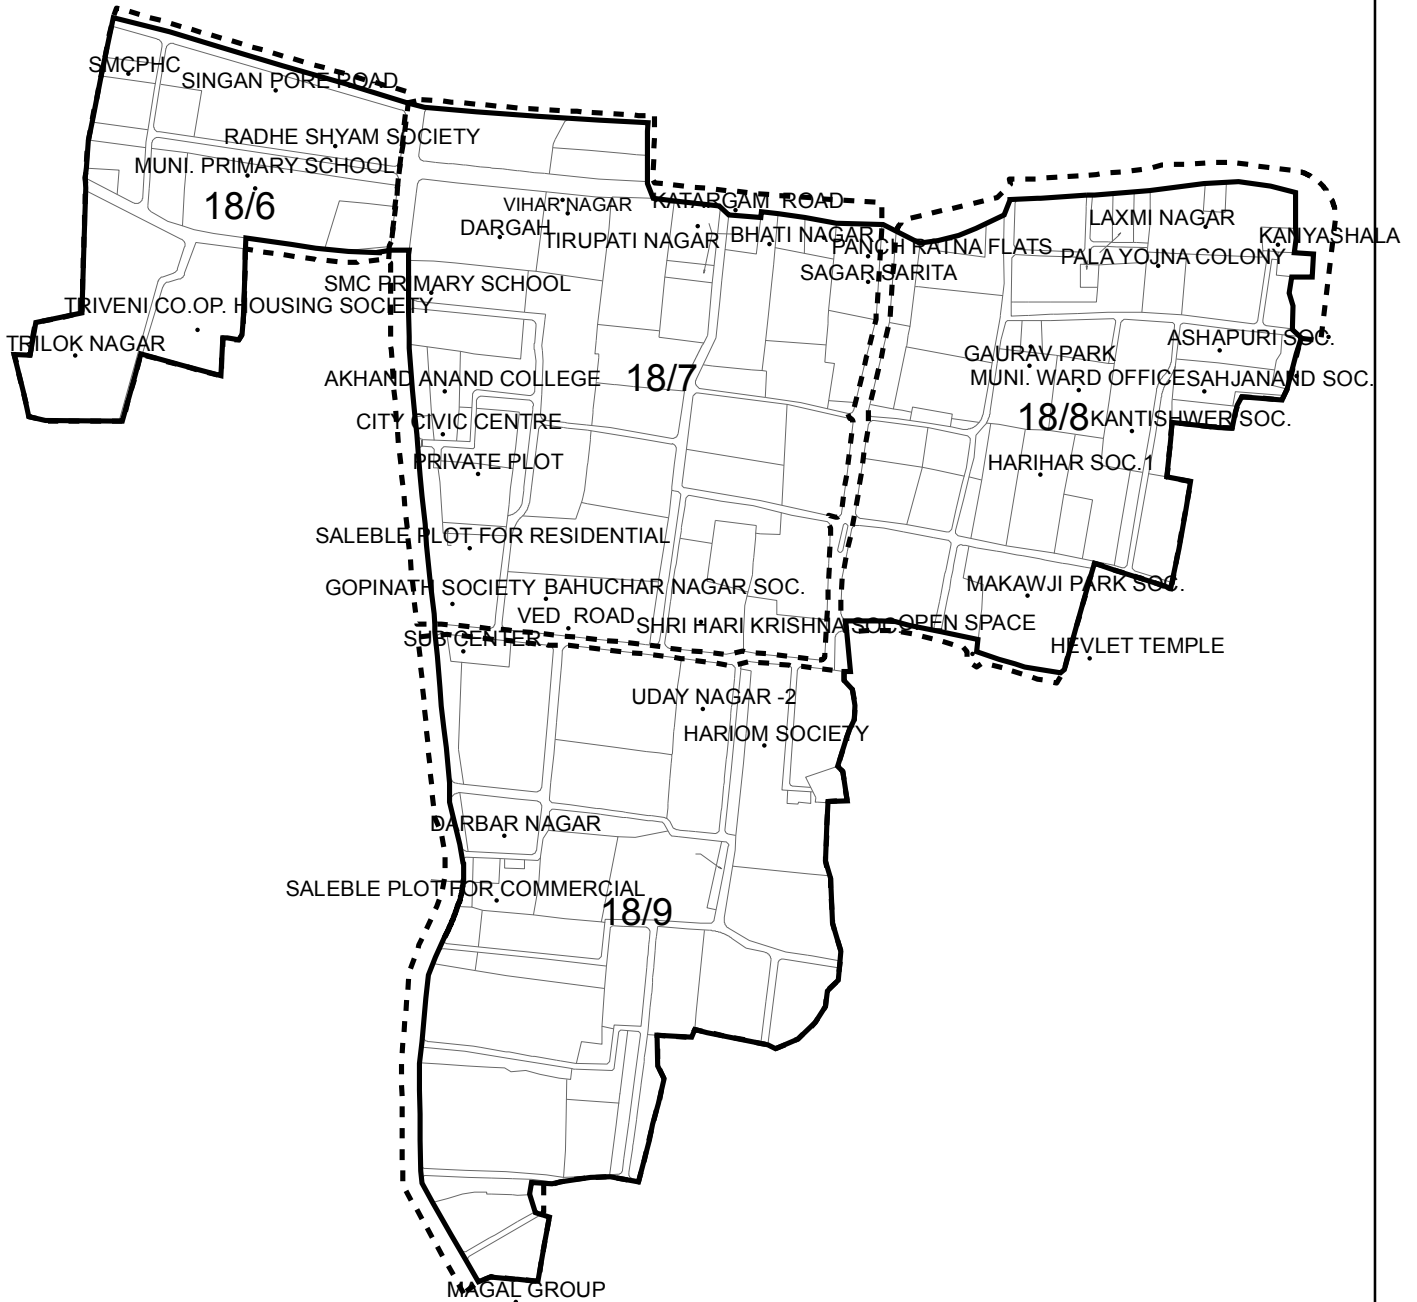 SMCPHC
SINGAN PORE ROAD
RADHE SHYAM SOCIETY
MUNI. PRIMARY SCHOOL
18/6
VIHAR NAGAR
KATARGAM ROAD
DARGAH
TIRUPATI NAGAR
BHATI NAGAR
PANCH RATNA FLATS
SAGAR SARITA
LAXMI NAGAR
KANYASHALA
PALA YOJNA COLONY
SMC PRIMARY SCHOOL
TRIVENI CO.OP. HOUSING SOCIETY
TRILOK NAGAR
ASHAPURI SOC.
GAURAV PARK
AKHAND ANAND COLLEGE
18/7
MUNI. WARD OFFICE
SAHJANAND SOC.
18/8
KANTISHWER SOC.
CITY CIVIC CENTRE
PRIVATE PLOT
HARIHAR SOC.1
SALEBLE PLOT FOR RESIDENTIAL
GOPINATH SOCIETY
BAHUCHAR NAGAR SOC.
MAKAWJI PARK SOC.
VED ROAD
SHRI HARI KRISHNA SOC.
OPEN SPACE
SUB CENTER
HEVLET TEMPLE
UDAY NAGAR -2
HARIOM SOCIETY
DARBAR NAGAR
SALEBLE PLOT FOR COMMERCIAL
18/9
MAGAL GROUP